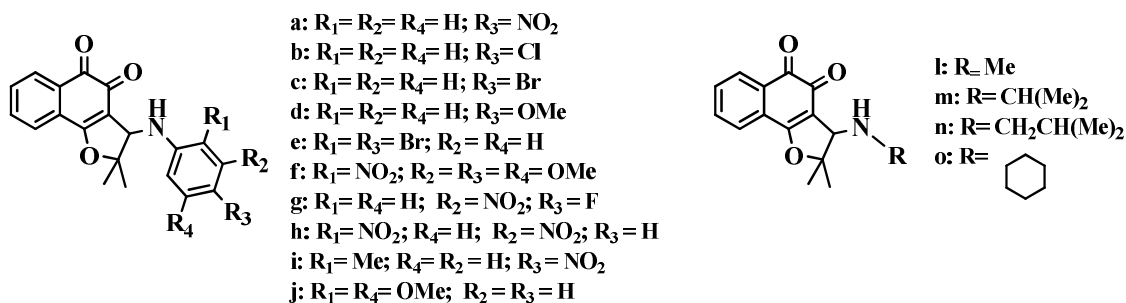 a: R₁= R₂= R₄= H; R₃= NO₂
b: R₁= R₂= R₄= H; R₃= Cl
c: R₁= R₂= R₄= H; R₃= Br
d: R₁= R₂= R₄= H; R₃= OMe
e: R₁= R₃= Br; R₂= R₄= H
f: R₁= NO₂; R₂= R₃= R₄= OMe
g: R₁= R₄= H; R₂= NO₂; R₃= F
h: R₁= NO₂; R₄= H; R₂= NO₂; R₃= H
i: R₁= Me; R₄= R₂= H; R₃= NO₂
j: R₁= R₄= OMe; R₂= R₃= H
O
O
H
N
R₁
O
R₂
R₃
R₄
O
O
H
N
O
R
l: R= Me
m: R= CH(Me)₂
n: R= CH₂CH(Me)₂
o: R=